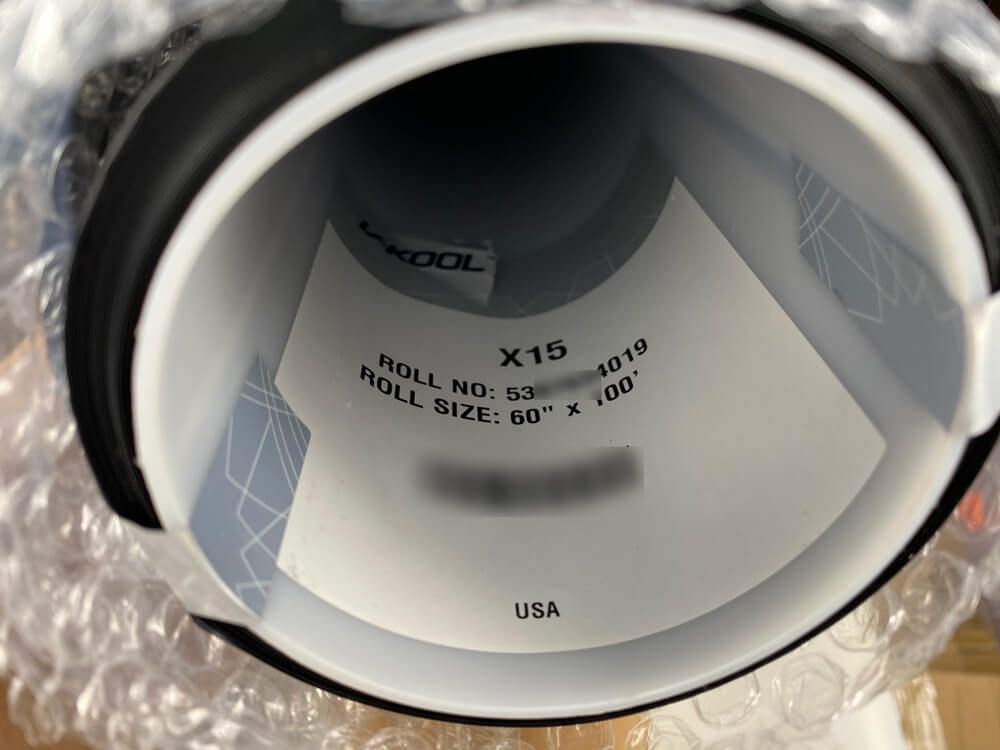 KOOL
X15
ROLL NO: 53 4019
ROLL SIZE: 60" x 100'
USA